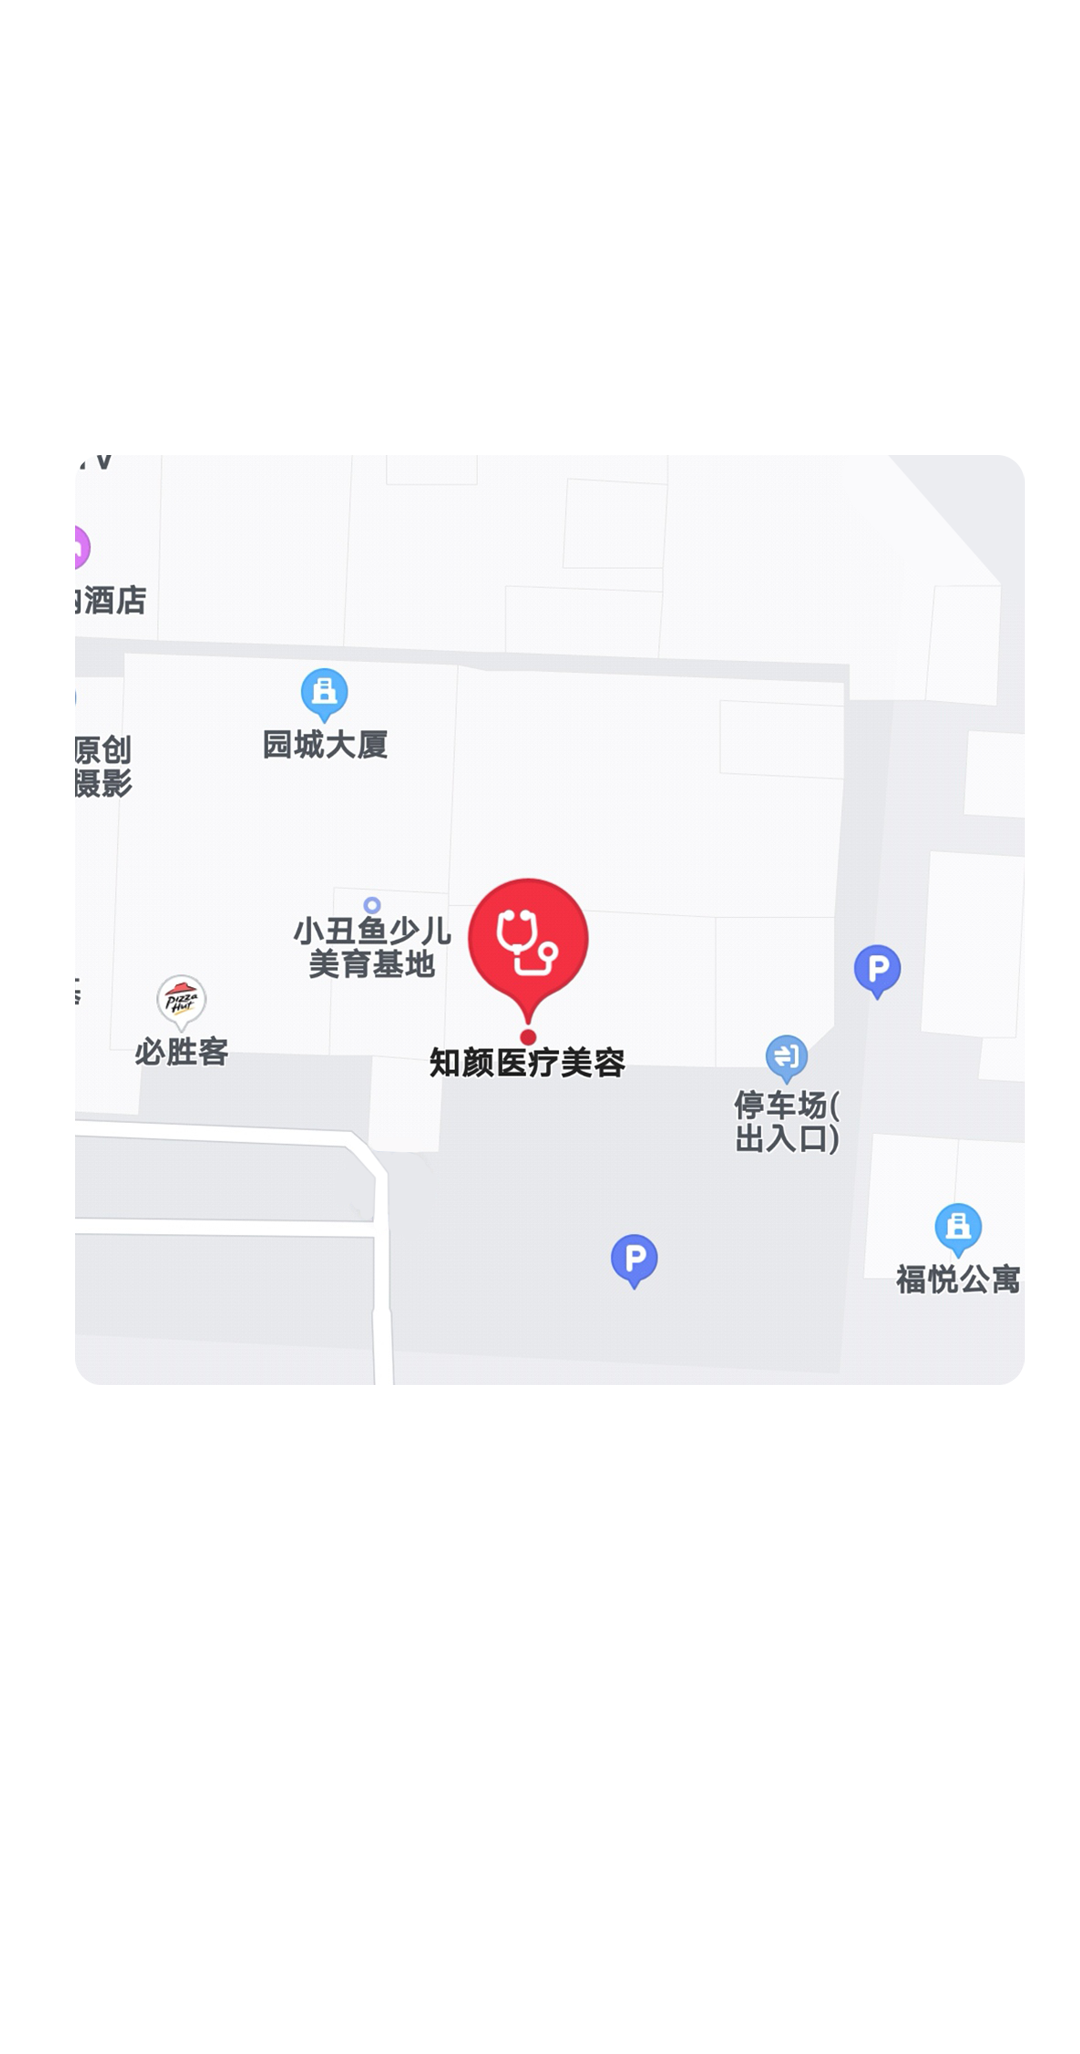 酒店
园城大厦
原创
摄影
小丑鱼少儿
美育基地
P
Pizza
Hut
必胜客
知颜医疗美容
停车场(
出入口)
P
福悦公寓